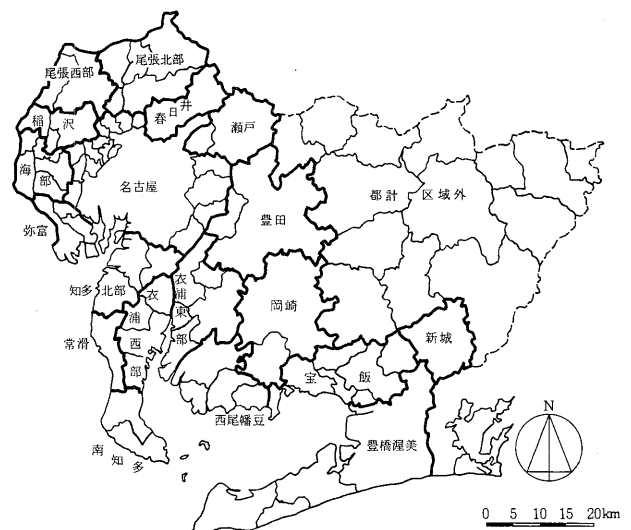 尾張西部
尾張北部
稲沢
春日井
瀬戸
海部
名古屋
都計区域外
豊田
弥富
知多北部
衣浦東部
岡崎
衣浦西部
常滑
新城
宝飯
西尾幡豆
豊橋渥美
南知多
N
0 5 10 15 20km